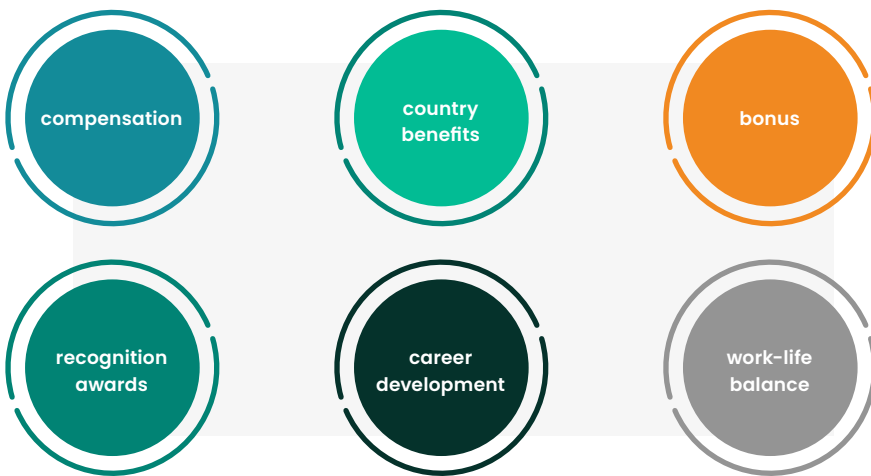 compensation
country
benefits
bonus
recognition
awards
career
development
work-life
balance